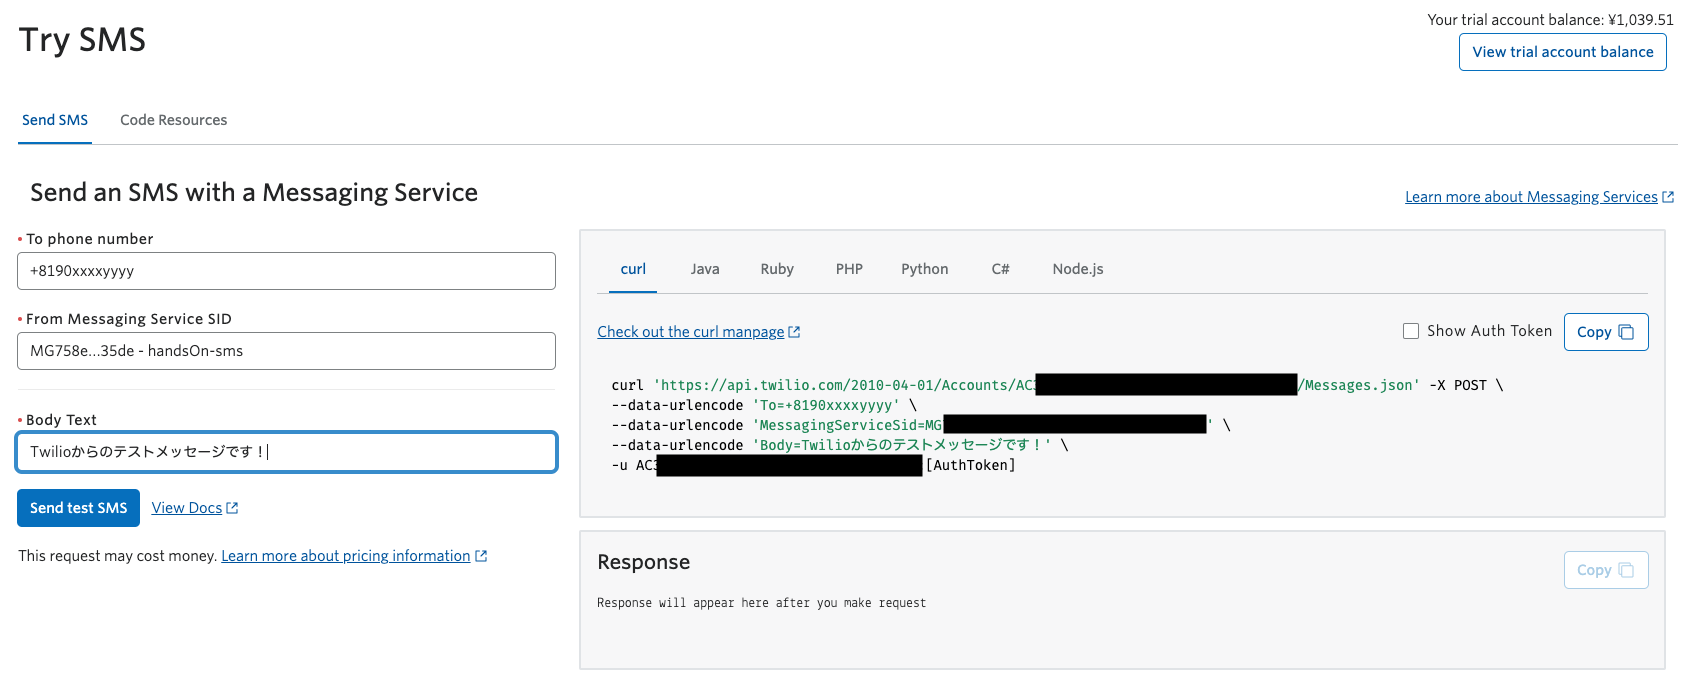 Your trial account balance: ¥1,039.51
Try SMS
View trial account balance
Send SMS
Code Resources
Send an SMS with a Messaging Service
Learn more about Messaging Services
• To phone number
+8190xxxxyyyy
• From Messaging Service SID
MG758e...35de - handsOn-sms
• Body Text
Twilioからのテストメッセージです！
Send test SMS
View Docs
This request may cost money. Learn more about pricing information
curl
Java
Ruby
PHP
Python
C#
Node.js
Check out the curl manpage
Show Auth Token
Copy
curl 'https://api.twilio.com/2010-04-01/Accounts/AC3 /Messages.json' -X POST \
--data-urlencode 'To=+8190xxxxyyyy' \
--data-urlencode 'MessagingServiceSid=MG ' \
--data-urlencode 'Body=Twilioからのテストメッセージです！' \
-u AC3 [AuthToken]
Response
Copy
Response will appear here after you make request